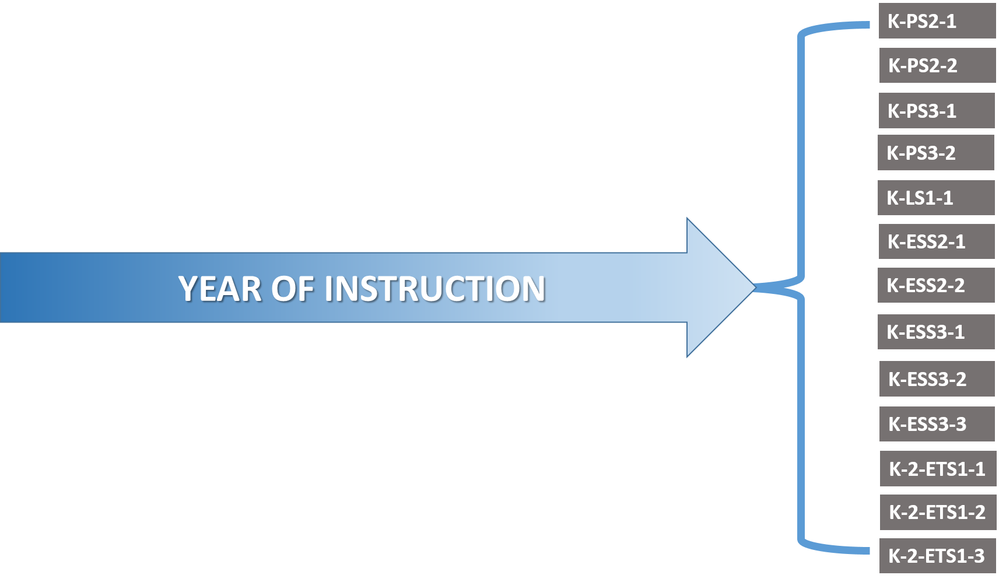 K-PS2-1
K-PS2-2
K-PS3-1
K-PS3-2
K-LS1-1
K-ESS2-1
YEAR OF INSTRUCTION
K-ESS2-2
K-ESS3-1
K-ESS3-2
K-ESS3-3
K-2-ETS1-1
K-2-ETS1-2
K-2-ETS1-3